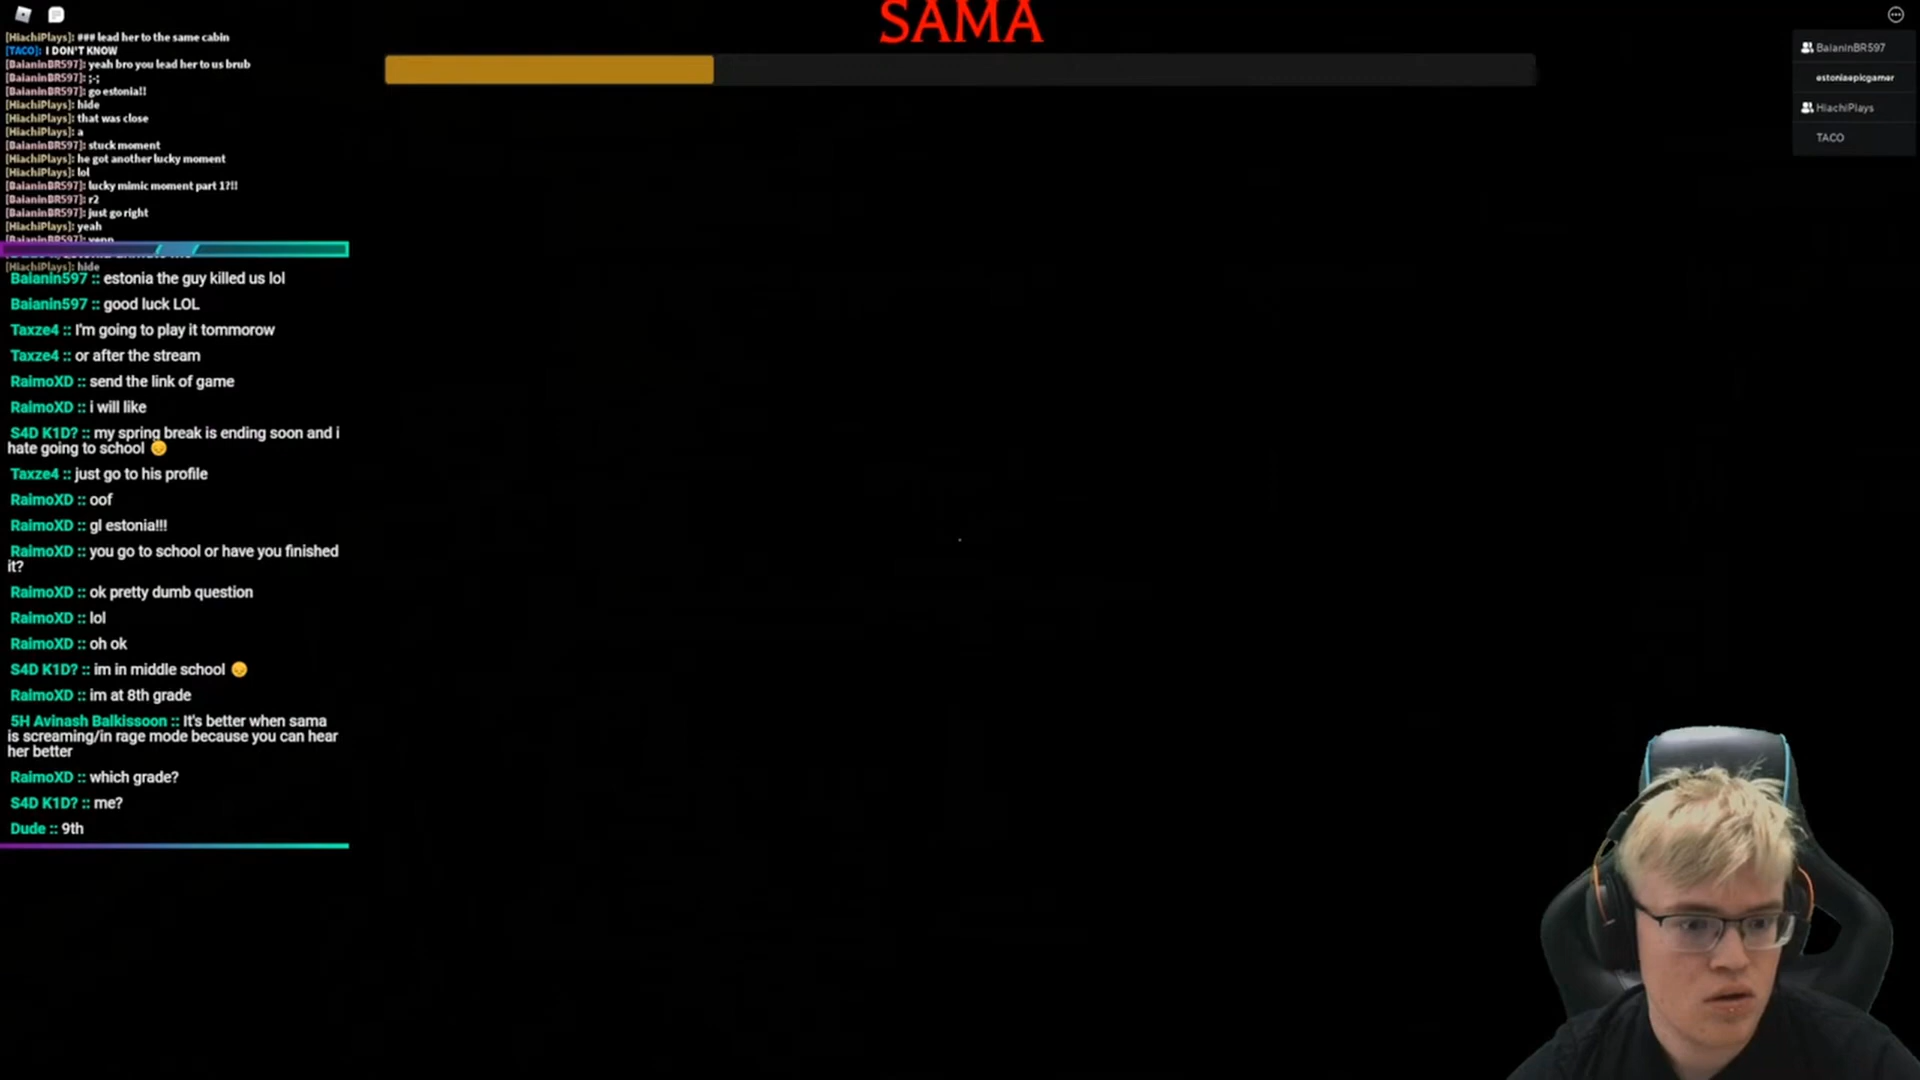 SAMA
[HiachiPlays]: ### lead her to the same cabin
[TACO]: I DON'T KNOW
[BaianinBR597]: yeah bro you lead her to us brub
[BaianinBR597]: ;-;
[BaianinBR597]: go estonia!!
[HiachiPlays]: hide
[HiachiPlays]: that was close
[HiachiPlays]: a
[BaianinBR597]: stuck moment
[HiachiPlays]: he got another lucky moment
[HiachiPlays]: lol
[BaianinBR597]: lucky mimic moment part 1?!!
[BaianinBR597]: r2
[BaianinBR597]: just go right
[HiachiPlays]: yeah
[BaianinBR597]: yepp
[HiachiPlays]: hide
Baianin597 :: estonia the guy killed us lol
Baianin597 :: good luck LOL
Taxze4 :: I'm going to play it tommorow
Taxze4 :: or after the stream
RaimoXD :: send the link of game
RaimoXD :: i will like
S4D K1D? :: my spring break is ending soon and i
hate going to school
Taxze4 :: just go to his profile
RaimoXD :: oof
RaimoXD :: gl estonia!!!
RaimoXD :: you go to school or have you finished
it?
RaimoXD :: ok pretty dumb question
RaimoXD :: lol
RaimoXD :: oh ok
S4D K1D? :: im in middle school
RaimoXD :: im at 8th grade
5H Avinash Balkissoon :: It's better when sama
is screaming/in rage mode because you can hear
her better
RaimoXD :: which grade?
S4D K1D? :: me?
Dude :: 9th
BaianinBR597
estoniaepicgamer
HiachiPlays
TACO